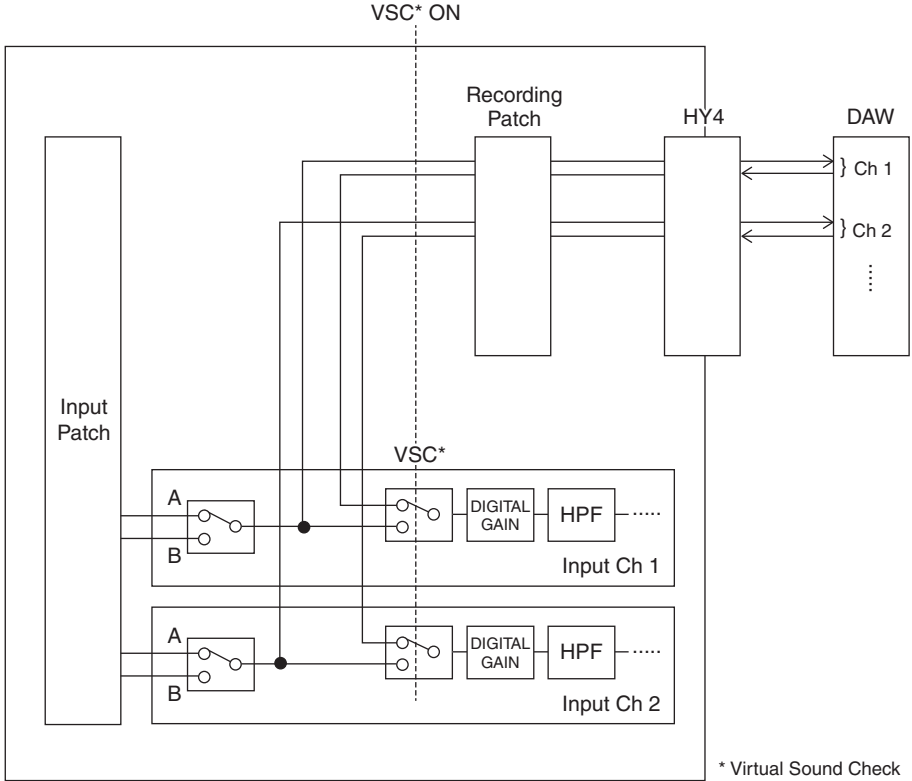 VSC* ON
Recording
Patch
HY4
DAW
} Ch 1
} Ch 2
Input
Patch
VSC*
A
B
DIGITAL
GAIN
HPF
Input Ch 1
A
B
DIGITAL
GAIN
HPF
Input Ch 2
* Virtual Sound Check